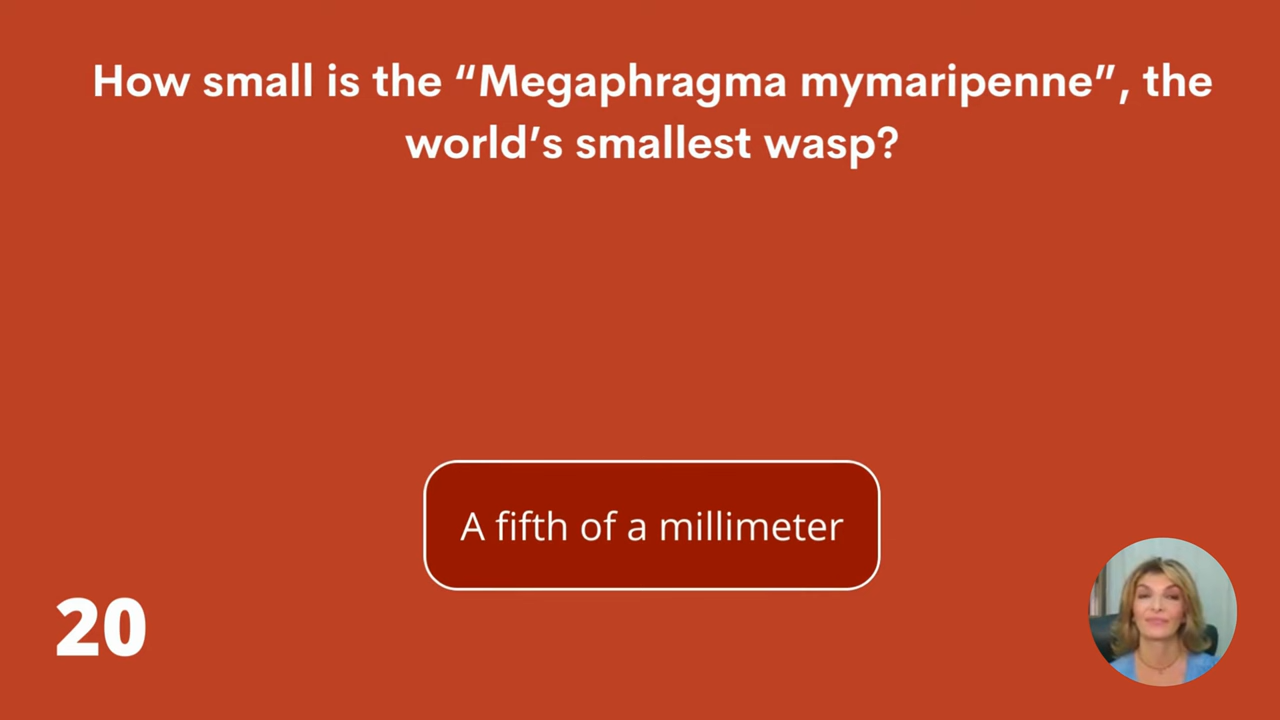 How small is the “Megaphragma mymaripenne”, the
world’s smallest wasp?
A fifth of a millimeter
20